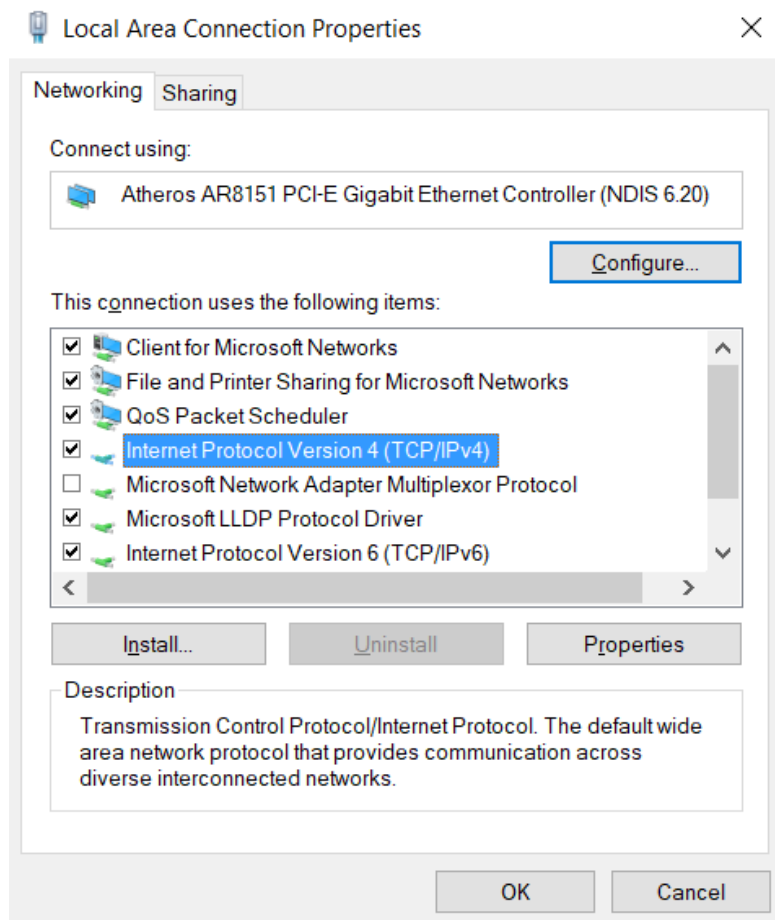 Local Area Connection Properties
Networking
Sharing
Connect using:
Atheros AR8151 PCI-E Gigabit Ethernet Controller (NDIS 6.20)
Configure...
This connection uses the following items:
Client for Microsoft Networks
File and Printer Sharing for Microsoft Networks
QoS Packet Scheduler
Internet Protocol Version 4 (TCP/IPv4)
Microsoft Network Adapter Multiplexor Protocol
Microsoft LLDP Protocol Driver
Internet Protocol Version 6 (TCP/IPv6)
Install...
Uninstall
Properties
Description
Transmission Control Protocol/Internet Protocol. The default wide
area network protocol that provides communication across
diverse interconnected networks.
OK
Cancel